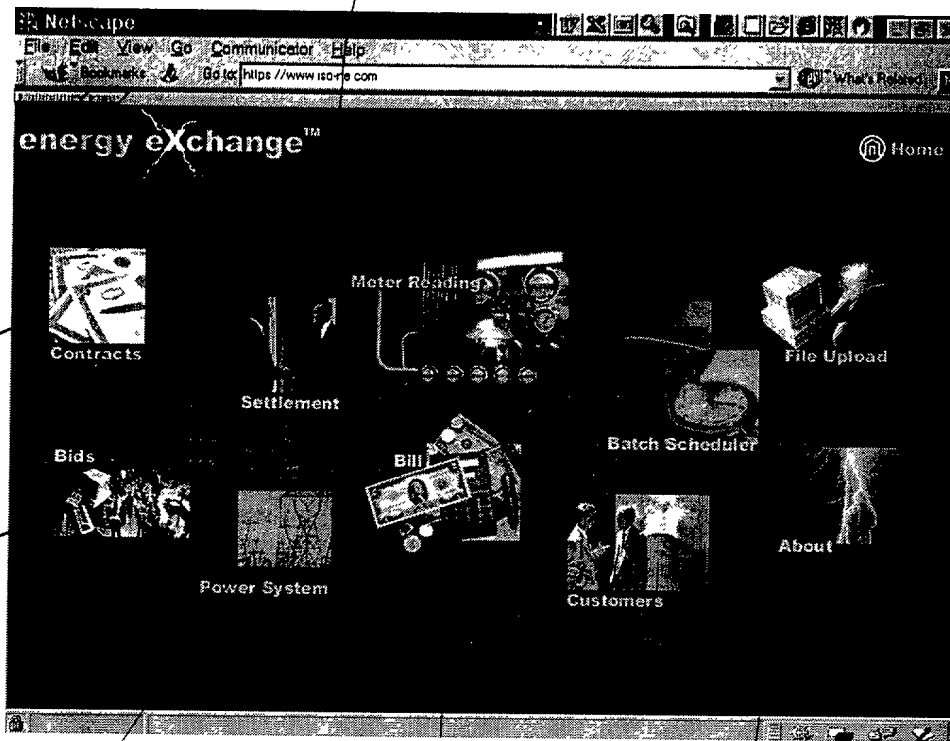 Netscape
File Edit View Go Communicator Help
Bookmarks Go to: https://www iso-ne com What's Related
energy eXchange™
Home
Meter Reading
Contracts
File Upload
Settlement
Batch Scheduler
Bids
Bill
About
Power System
Customers